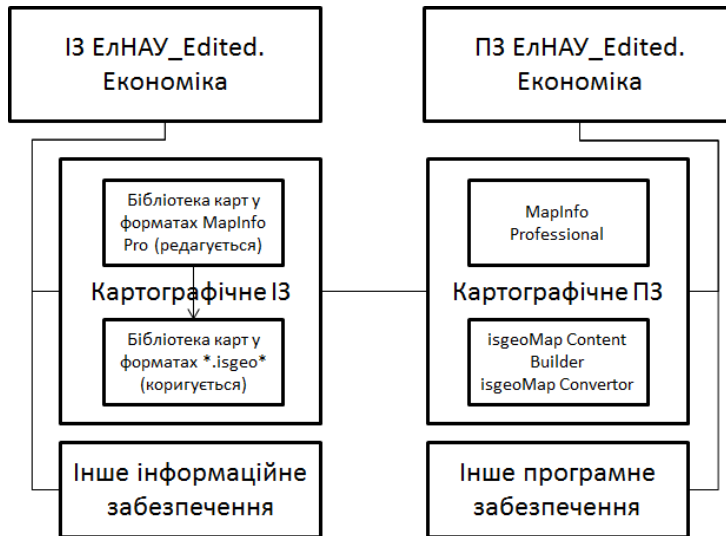 ІЗ ЕлНАУ_Edited.
Економіка
ПЗ ЕлНАУ_Edited.
Економіка
Бібліотека карт у
форматах MapInfo
Pro (редагується)
Картографічне ІЗ
Бібліотека карт у
форматах *.isgeo*
(коригується)
MapInfo
Professional
Картографічне ПЗ
isgeoMap Content
Builder
isgeoMap Convertor
Інше інформаційне
забезпечення
Інше програмне
забезпечення